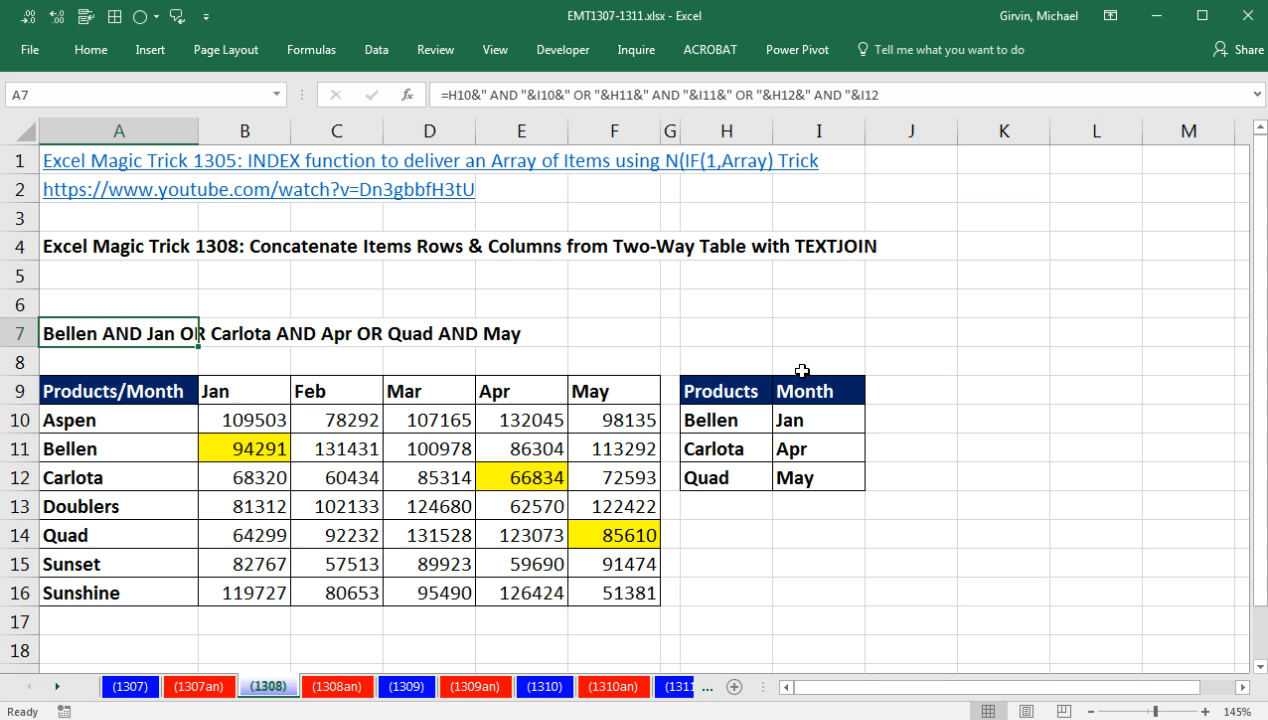 EMT1307-1311.xlsx - Excel
Girvin, Michael
File Home Insert Page Layout Formulas Data Review View Developer Inquire ACROBAT Power Pivot Tell me what you want to do Share
A7 fx =H10&" AND "&I10&" OR "&H11&" AND "&I11&" OR "&H12&" AND "&I12
A B C D E F G H I J K L M
1 Excel Magic Trick 1305: INDEX function to deliver an Array of Items using N(IF(1,Array) Trick
2 https://www.youtube.com/watch?v=Dn3gbbfH3tU
3
4 Excel Magic Trick 1308: Concatenate Items Rows & Columns from Two-Way Table with TEXTJOIN
5
6
7 Bellen AND Jan OR Carlota AND Apr OR Quad AND May
8
9 Products/Month Jan Feb Mar Apr May Products Month
10 Aspen 109503 78292 107165 132045 98135 Bellen Jan
11 Bellen 94291 131431 100978 86304 113292 Carlota Apr
12 Carlota 68320 60434 85314 66834 72593 Quad May
13 Doublers 81312 102133 124680 62570 122422
14 Quad 64299 92232 131528 123073 85610
15 Sunset 82767 57513 89923 59690 91474
16 Sunshine 119727 80653 95490 126424 51381
17
18
(1307) (1307an) (1308) (1308an) (1309) (1309an) (1310) (1310an) (1311 ...
Ready 145%